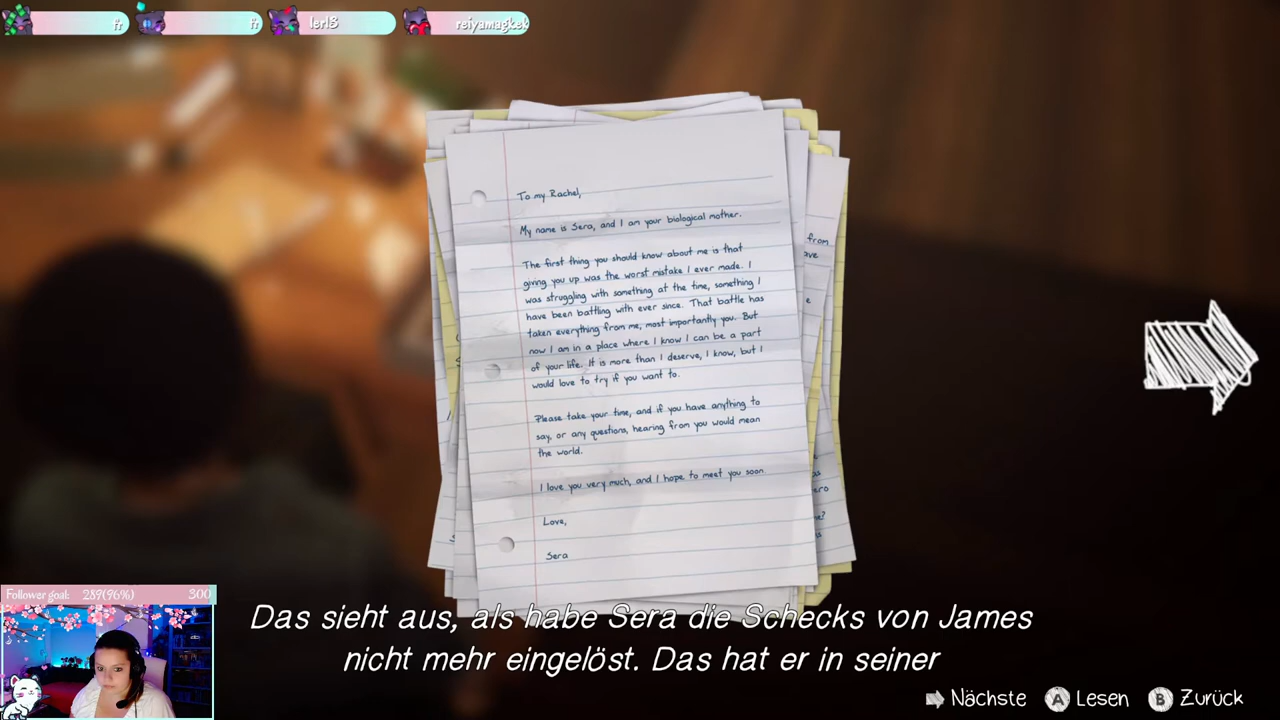 fr
fr
lerl8
reiyamagkek
To my Rachel,
My name is Sera, and I am your biological mother.
The first thing you should know about me is that
giving you up was the worst mistake I ever made. I
was struggling with something at the time, something I
have been battling with ever since. That battle has
taken everything from me, most importantly you. But
now I am in a place where I know I can be a part
of your life. It is more than I deserve, I know, but I
would love to try if you want to.
Please take your time, and if you have anything to
say, or any questions, hearing from you would mean
the world.
I love you very much, and I hope to meet you soon.
Love,
Sera
from
Follower goal: 289(96%) 300
Das sieht aus, als habe Sera die Schecks von James
nicht mehr eingelöst. Das hat er in seiner
Nächste A Lesen B Zurück